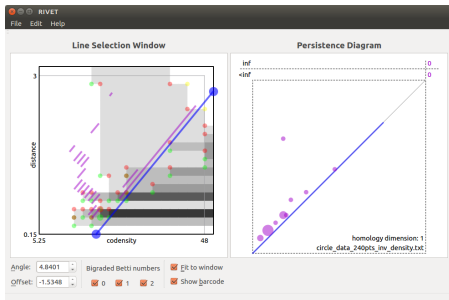 RIVET
File Edit Help
Line Selection Window
Persistence Diagram
3
distance
0.15
5.25
codensity
48
inf
<inf
0
0
homology dimension: 1
circle_data_240pts_inv_density.txt
Angle: 4.8401
Bigraded Betti numbers
Fit to window
Offset: -1.5348
0 1 2
Show barcode